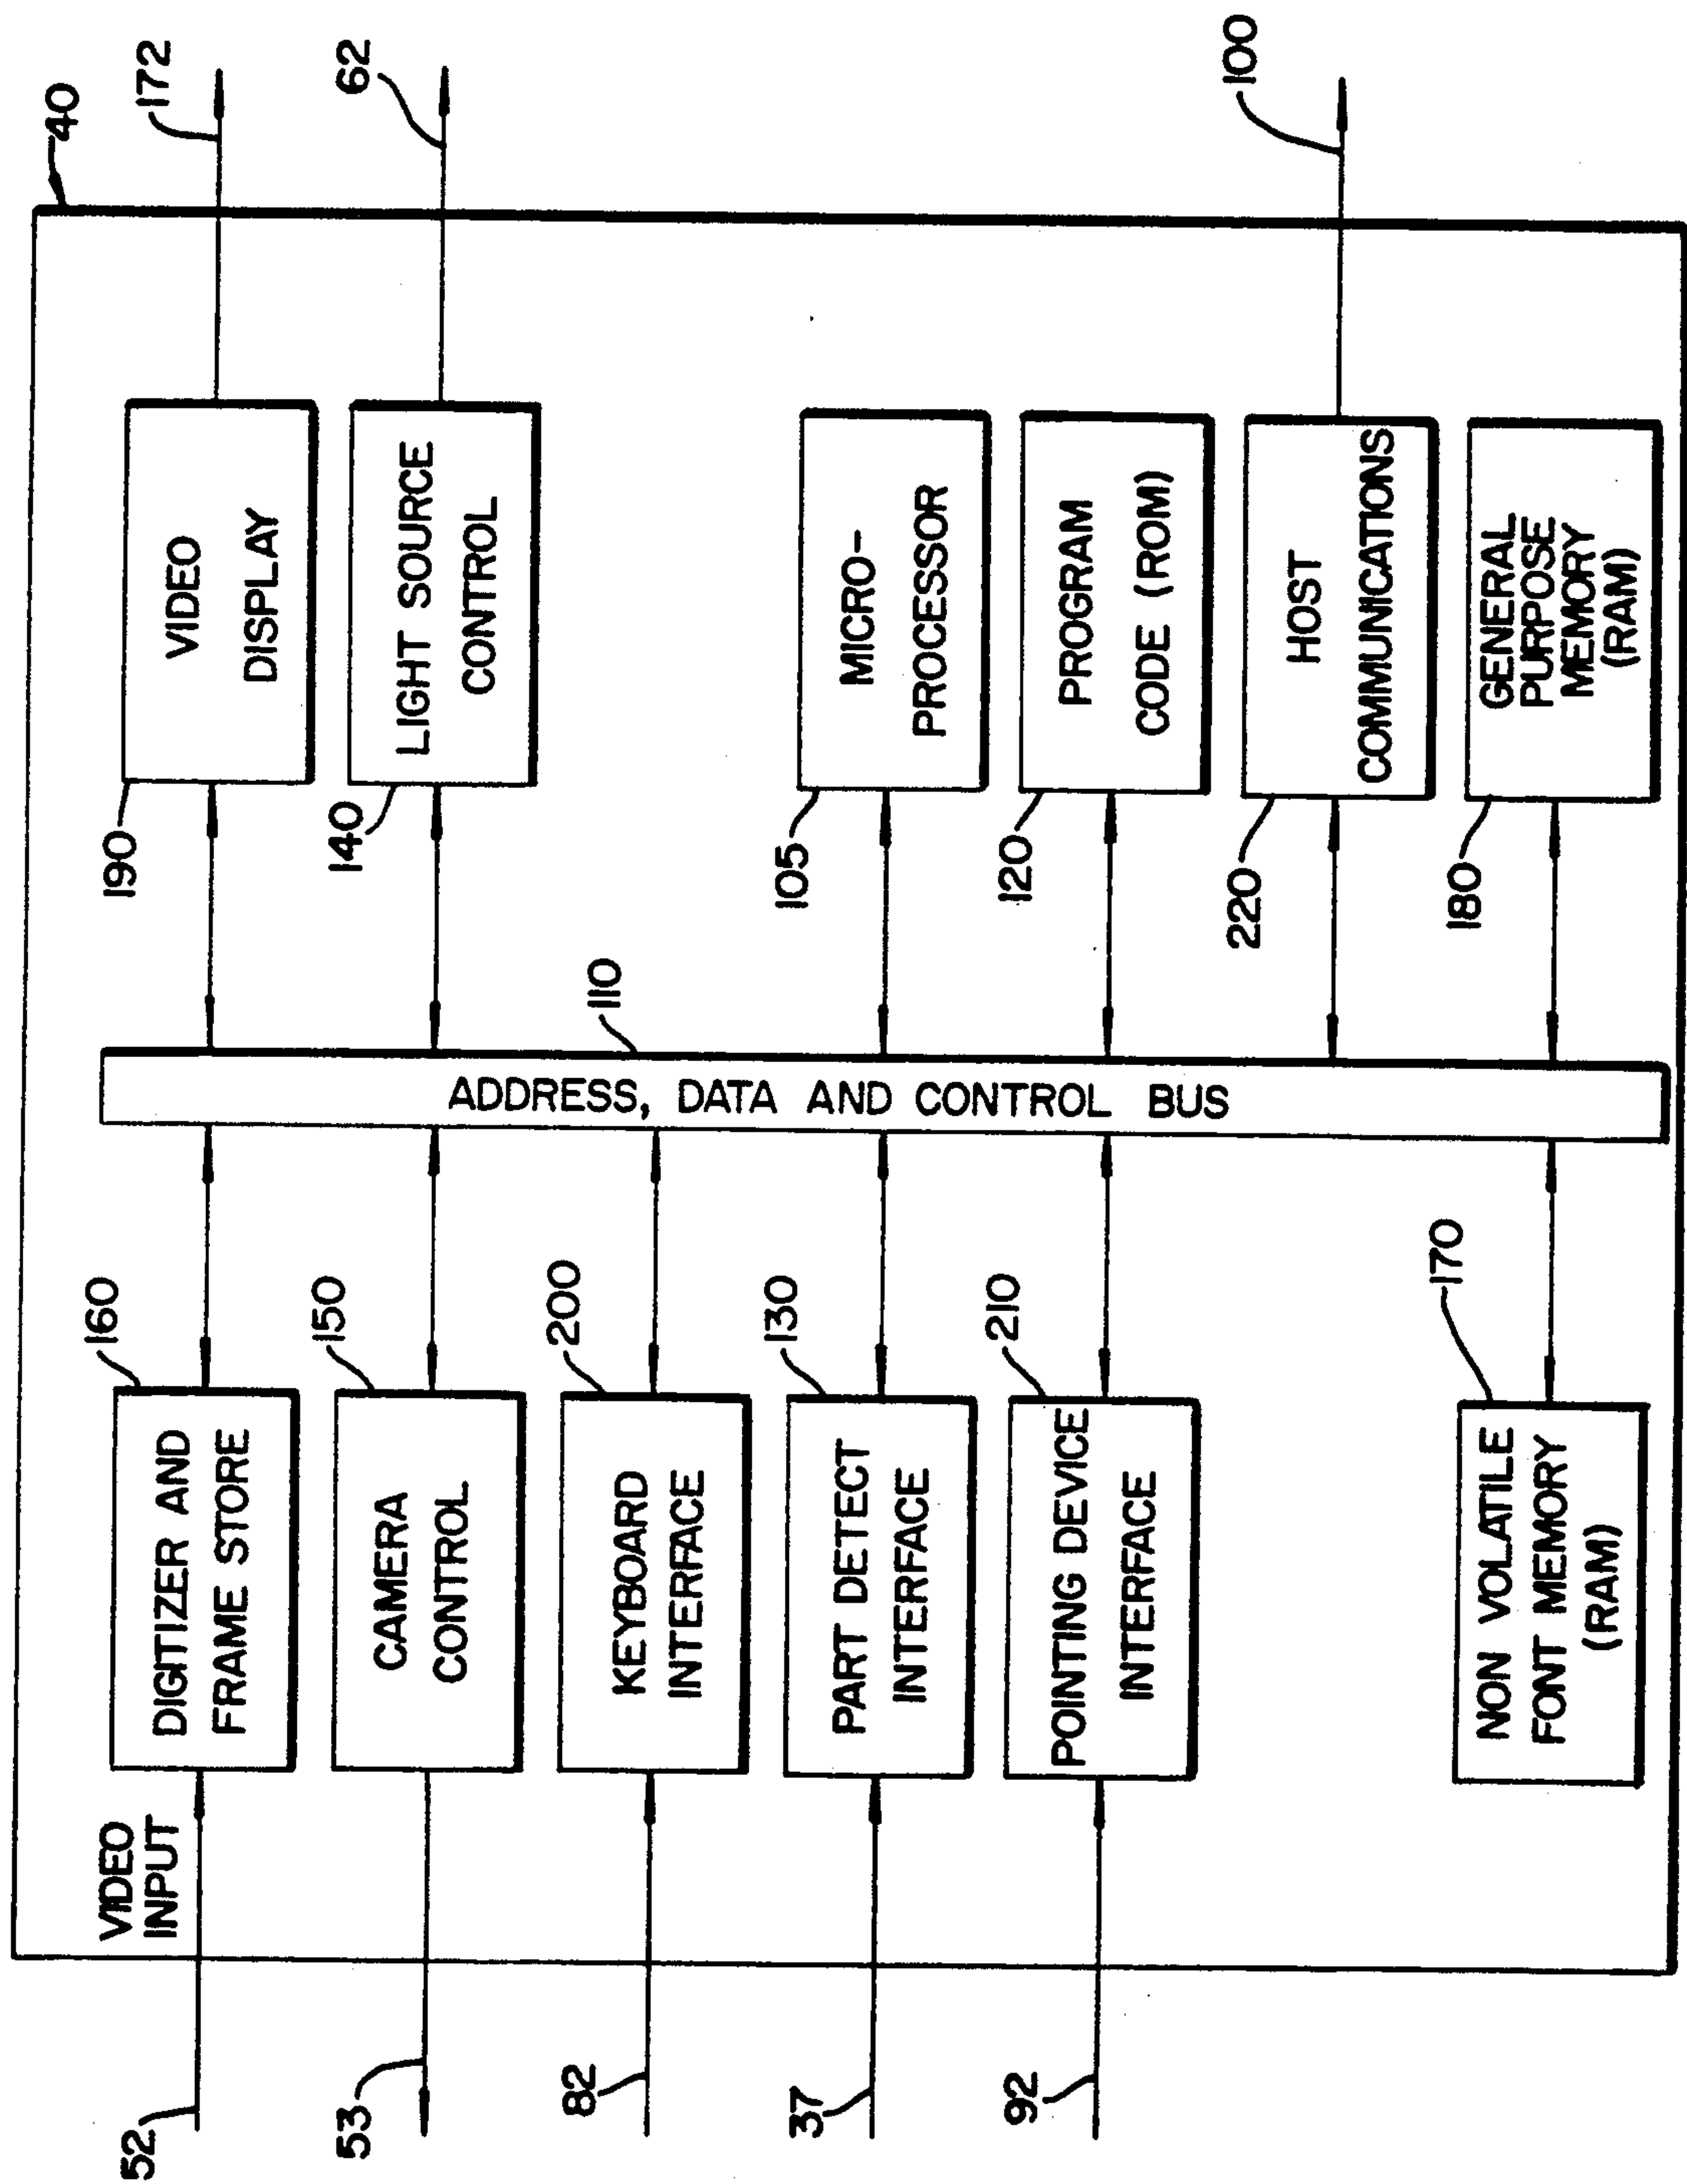 40
172
62
100
VIDEO
DISPLAY
190
LIGHT SOURCE
CONTROL
140
MICRO-
PROCESSOR
105
PROGRAM
CODE (ROM)
120
HOST
COMMUNICATIONS
220
GENERAL
PURPOSE
MEMORY
(RAM)
180
110
ADDRESS, DATA AND CONTROL BUS
VIDEO
INPUT
52
DIGITIZER AND
FRAME STORE
160
53
CAMERA
CONTROL
150
82
KEYBOARD
INTERFACE
200
37
PART DETECT
INTERFACE
130
92
POINTING DEVICE
INTERFACE
210
NON VOLATILE
FONT MEMORY
(RAM)
170